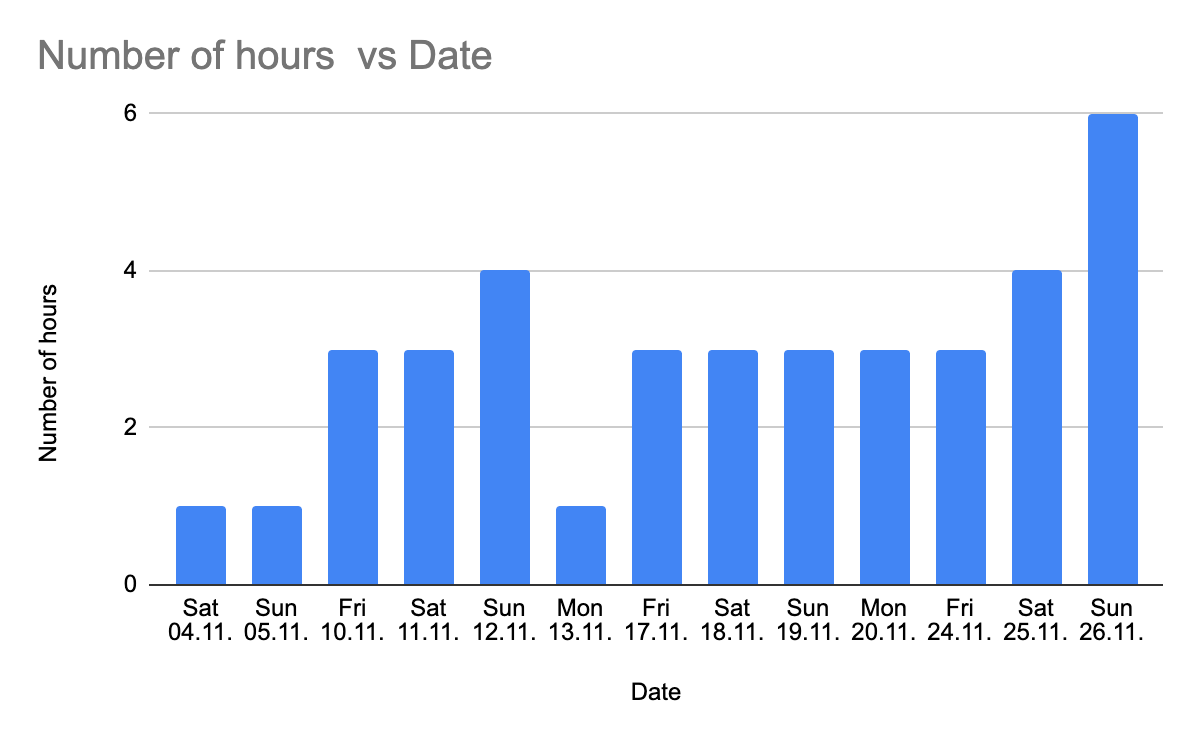 Number of hours  vs Date
6
4
2
0
Number of hours
Sat Sun Fri Sat Sun Mon Fri Sat Sun Mon Fri Sat Sun
04.11. 05.11. 10.11. 11.11. 12.11. 13.11. 17.11. 18.11. 19.11. 20.11. 24.11. 25.11. 26.11.
Date